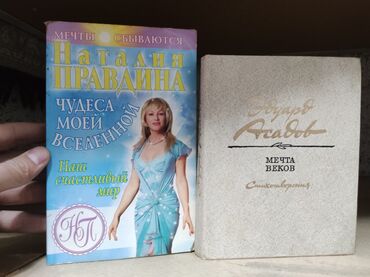 МЕЧТЫ СБЫВАЮТСЯ
Наталия
ПРАВДИНА
ЧУДЕСА
МОЕЙ
ВСЕЛЕННОЙ
Наш
счастливый
мир
НП
Эдуард
Асадов
МЕЧТА
ВЕКОВ
Стихотворения